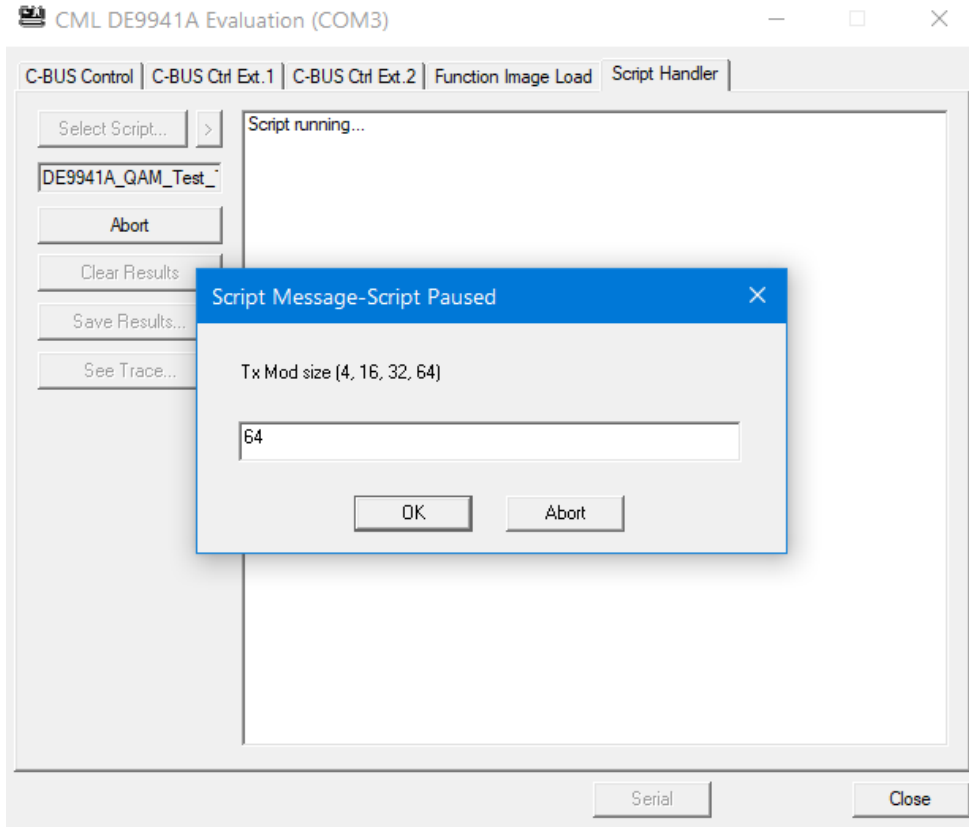 CML DE9941A Evaluation (COM3)
C-BUS Control C-BUS Ctrl Ext.1 C-BUS Ctrl Ext.2 Function Image Load Script Handler
Select Script... >
Script running...
DE9941A_QAM_Test_
Abort
Clear Results
Save Results...
See Trace...
Script Message-Script Paused
Tx Mod size (4, 16, 32, 64)
64
OK Abort
Serial Close